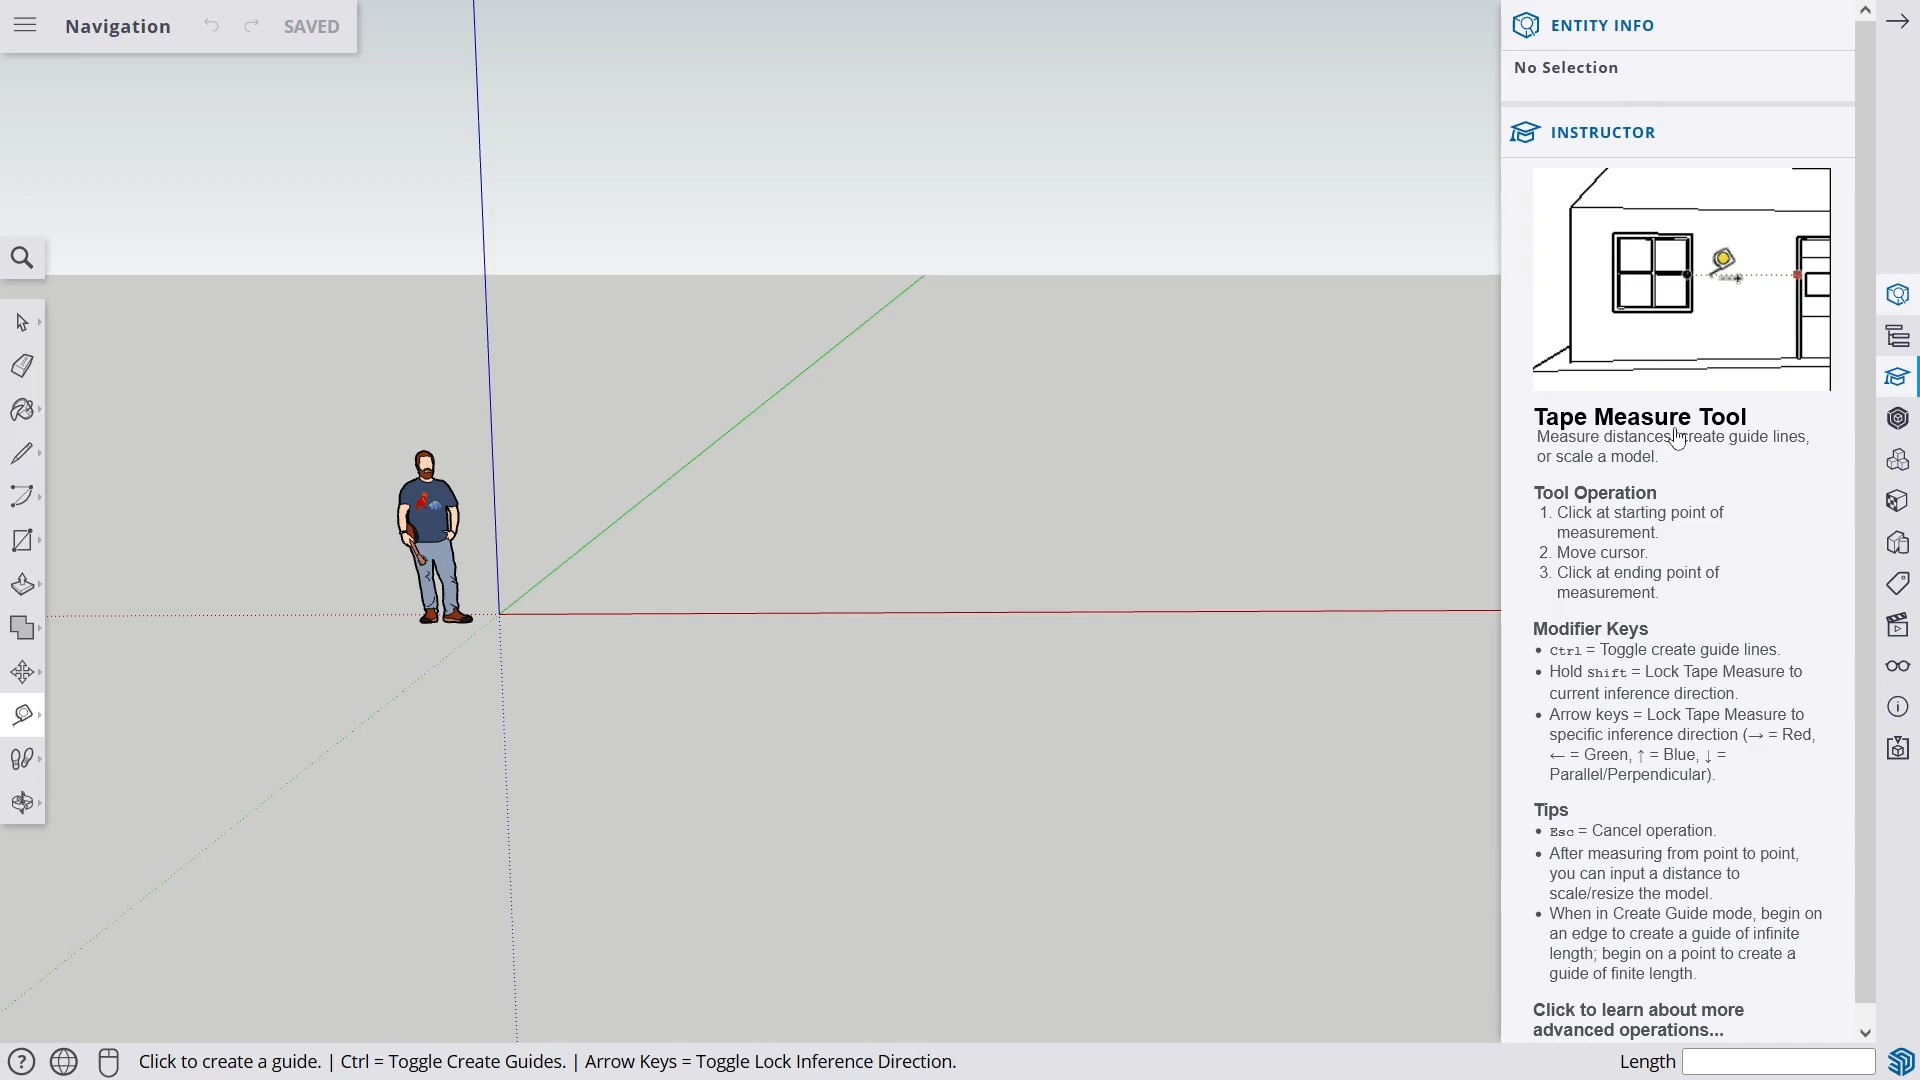 Navigation SAVED
ENTITY INFO
No Selection
INSTRUCTOR
Tape Measure Tool
Measure distances, create guide lines,
or scale a model.
Tool Operation
1. Click at starting point of
measurement.
2. Move cursor.
3. Click at ending point of
measurement.
Modifier Keys
• Ctrl = Toggle create guide lines.
• Hold Shift = Lock Tape Measure to
current inference direction.
• Arrow keys = Lock Tape Measure to
specific inference direction (→ = Red,
← = Green, ↑ = Blue, ↓ =
Parallel/Perpendicular).
Tips
• Esc = Cancel operation.
• After measuring from point to point,
you can input a distance to
scale/resize the model.
• When in Create Guide mode, begin on
an edge to create a guide of infinite
length; begin on a point to create a
guide of finite length.
Click to learn about more
advanced operations...
Click to create a guide. | Ctrl = Toggle Create Guides. | Arrow Keys = Toggle Lock Inference Direction.
Length